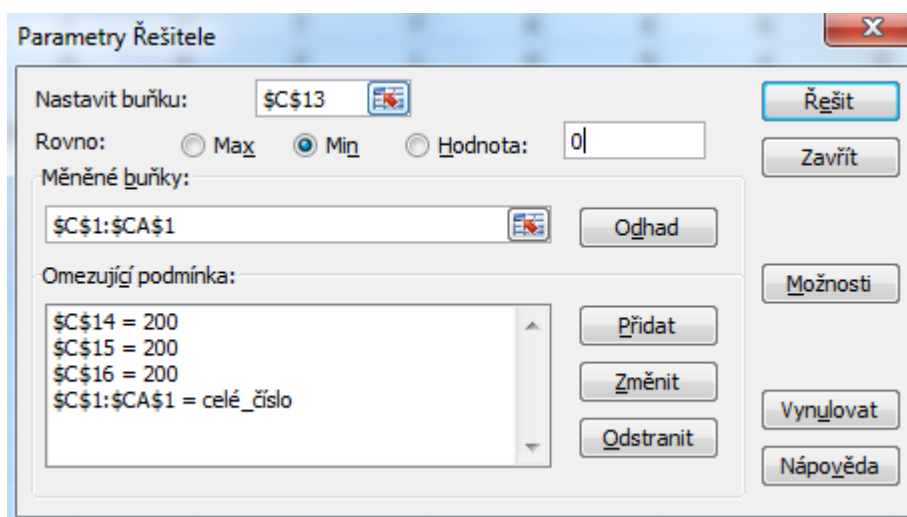 Parametry Řešitele
Nastavit buňku: $C$13 Řešit
Rovno: Max Min Hodnota: 0 Zavřít
Měněné buňky:
$C$1:$CA$1 Odhad
Omezující podmínka: Možnosti
$C$14 = 200 Přidat
$C$15 = 200
$C$16 = 200 Změnit
$C$1:$CA$1 = celé_číslo Vynulovat
Odstranit
Nápověda